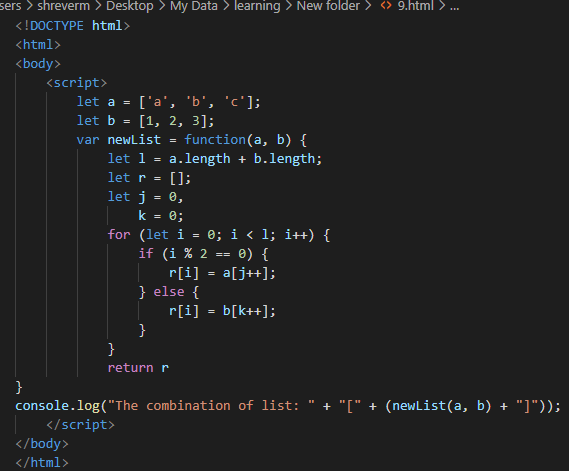 sers > shreverm > Desktop > My Data > learning > New folder > <> 9.html > ...
<!DOCTYPE html>
<html>
<body>
    <script>
        let a = ['a', 'b', 'c'];
        let b = [1, 2, 3];
        var newList = function(a, b) {
            let l = a.length + b.length;
            let r = [];
            let j = 0,
                k = 0;
            for (let i = 0; i < l; i++) {
                if (i % 2 == 0) {
                    r[i] = a[j++];
                } else {
                    r[i] = b[k++];
                }
            }
            return r
}
console.log("The combination of list: " + "[" + (newList(a, b) + "]"));
    </script>
</body>
</html>